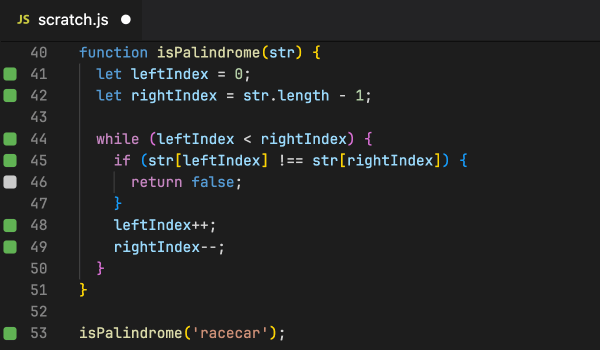 JS scratch.js
40 function isPalindrome(str) {
41   let leftIndex = 0;
42   let rightIndex = str.length - 1;
43
44   while (leftIndex < rightIndex) {
45     if (str[leftIndex] !== str[rightIndex]) {
46       return false;
47     }
48     leftIndex++;
49     rightIndex--;
50   }
51 }
52
53 isPalindrome('racecar');